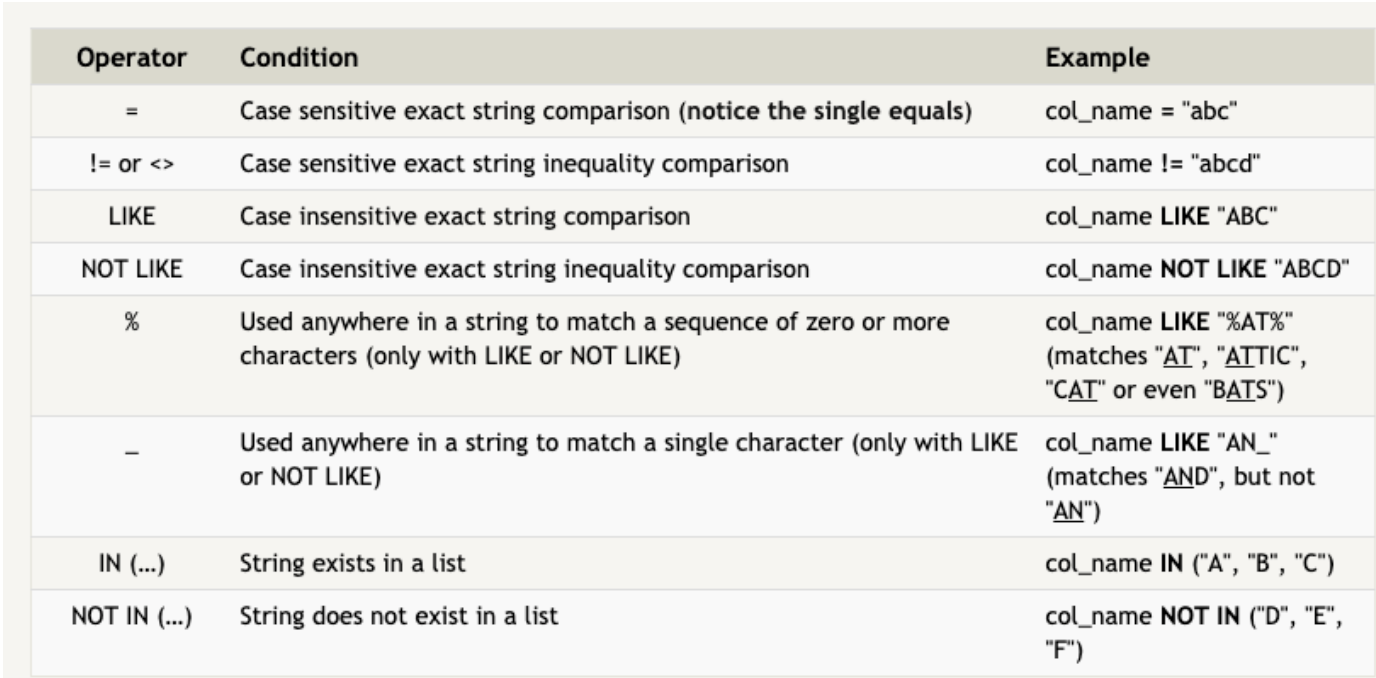 Operator Condition Example
= Case sensitive exact string comparison (notice the single equals) col_name = "abc"
!= or <> Case sensitive exact string inequality comparison col_name != "abcd"
LIKE Case insensitive exact string comparison col_name LIKE "ABC"
NOT LIKE Case insensitive exact string inequality comparison col_name NOT LIKE "ABCD"
% Used anywhere in a string to match a sequence of zero or more col_name LIKE "%AT%"
characters (only with LIKE or NOT LIKE) (matches "AT", "ATTIC",
"CAT" or even "BATS")
_ Used anywhere in a string to match a single character (only with LIKE col_name LIKE "AN_"
or NOT LIKE) (matches "AND", but not
"AN")
IN (…) String exists in a list col_name IN ("A", "B", "C")
NOT IN (…) String does not exist in a list col_name NOT IN ("D", "E",
"F")